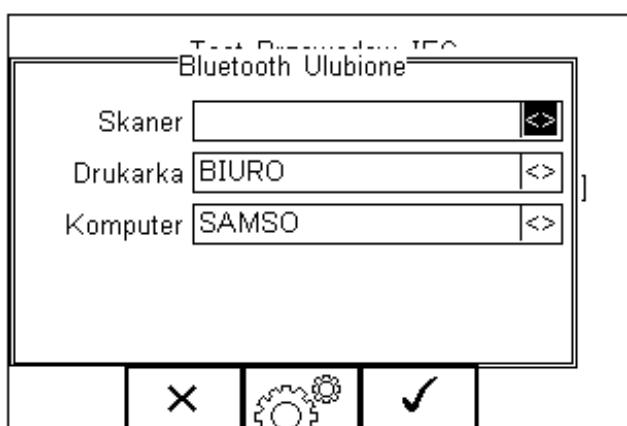 Bluetooth Ulubione
Skaner <>
Drukarka BIURO <>
Komputer SAMSO <>
]